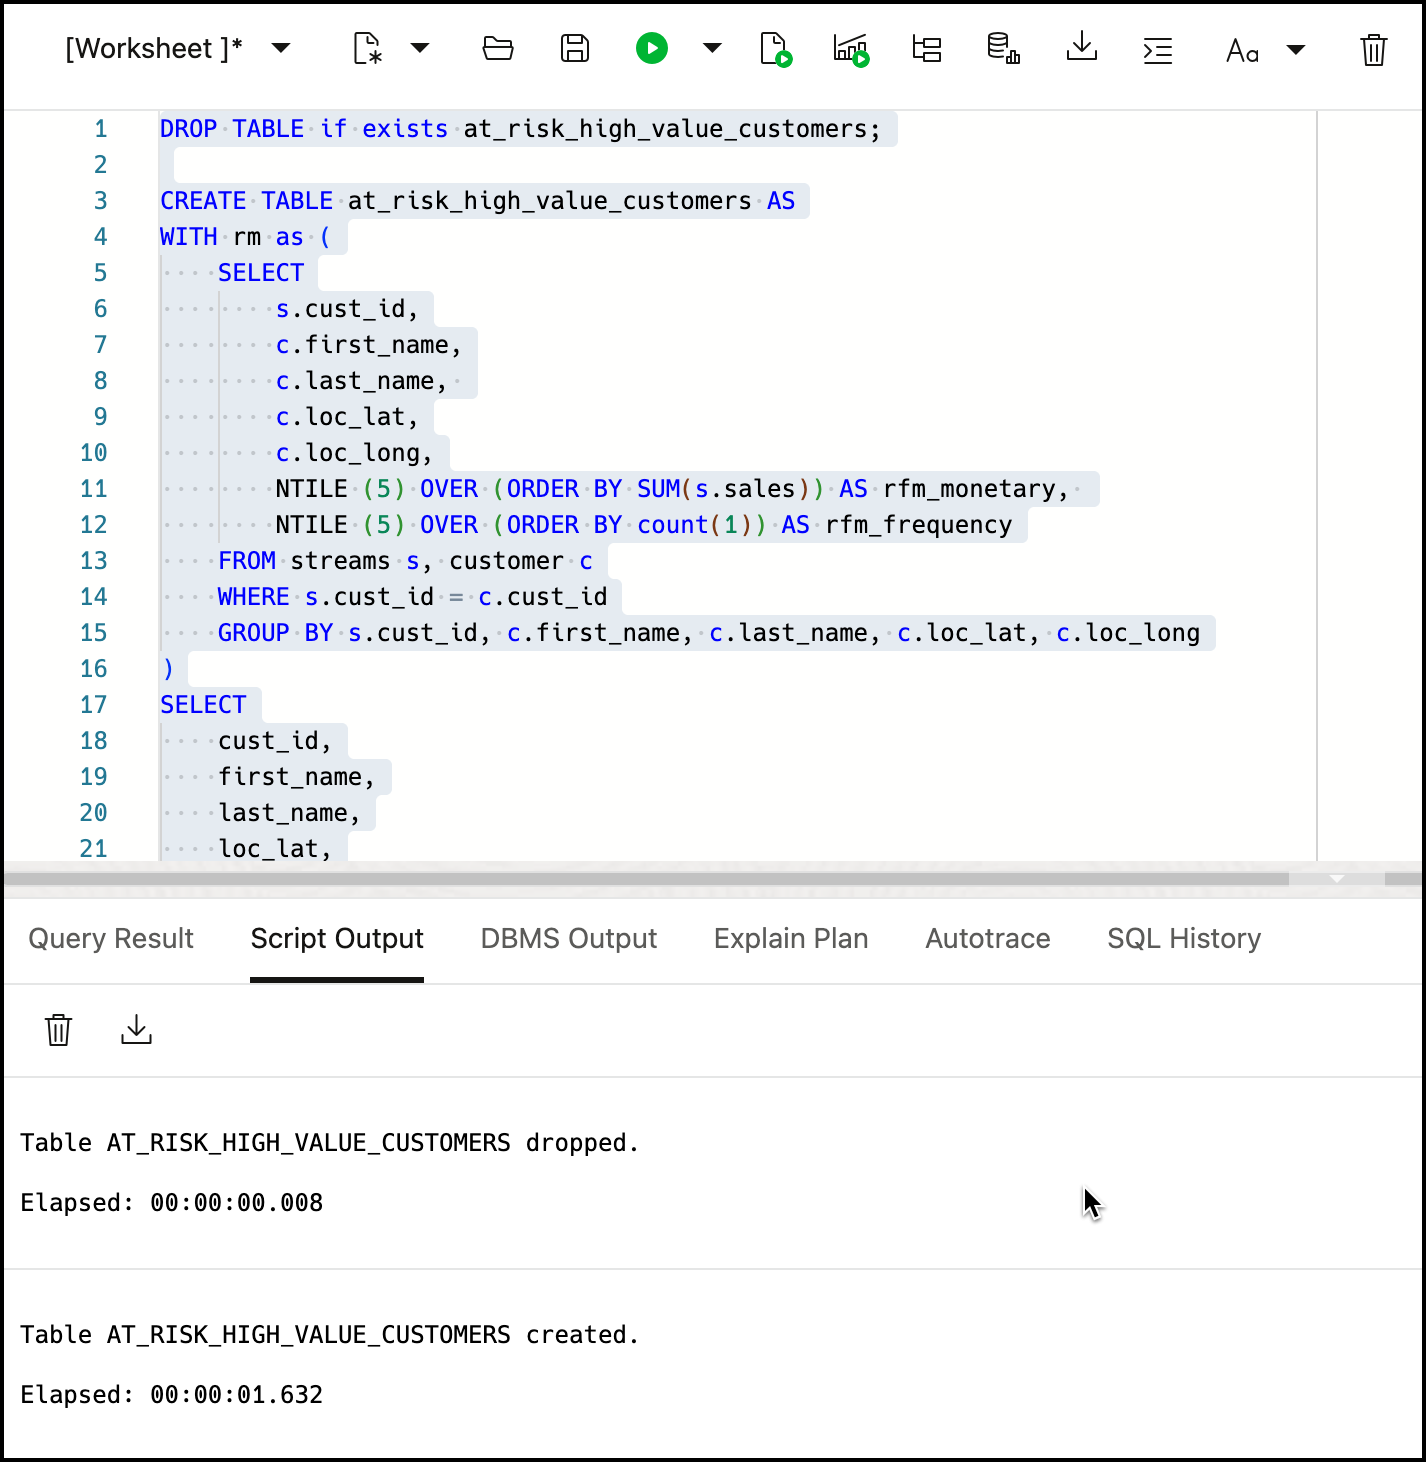 [Worksheet ]*
Aa
1 DROP TABLE if exists at_risk_high_value_customers;
2
3 CREATE TABLE at_risk_high_value_customers AS
4 WITH rm as (
5     SELECT
6         s.cust_id,
7         c.first_name,
8         c.last_name,
9         c.loc_lat,
10         c.loc_long,
11         NTILE (5) OVER (ORDER BY SUM(s.sales)) AS rfm_monetary,
12         NTILE (5) OVER (ORDER BY count(1)) AS rfm_frequency
13     FROM streams s, customer c
14     WHERE s.cust_id = c.cust_id
15     GROUP BY s.cust_id, c.first_name, c.last_name, c.loc_lat, c.loc_long
16 )
17 SELECT
18     cust_id,
19     first_name,
20     last_name,
21     loc_lat,
Query Result Script Output DBMS Output Explain Plan Autotrace SQL History
Table AT_RISK_HIGH_VALUE_CUSTOMERS dropped.
Elapsed: 00:00:00.008
Table AT_RISK_HIGH_VALUE_CUSTOMERS created.
Elapsed: 00:00:01.632